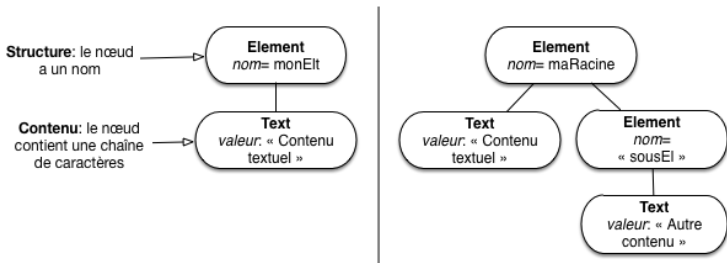 Structure: le nœud
a un nom
Element
nom= monElt
Contenu: le nœud
contient une chaîne
de caractères
Text
valeur: « Contenu
textuel »
Element
nom= maRacine
Text
valeur: « Contenu
textuel »
Element
nom=
« sousEl »
Text
valeur: « Autre
contenu »